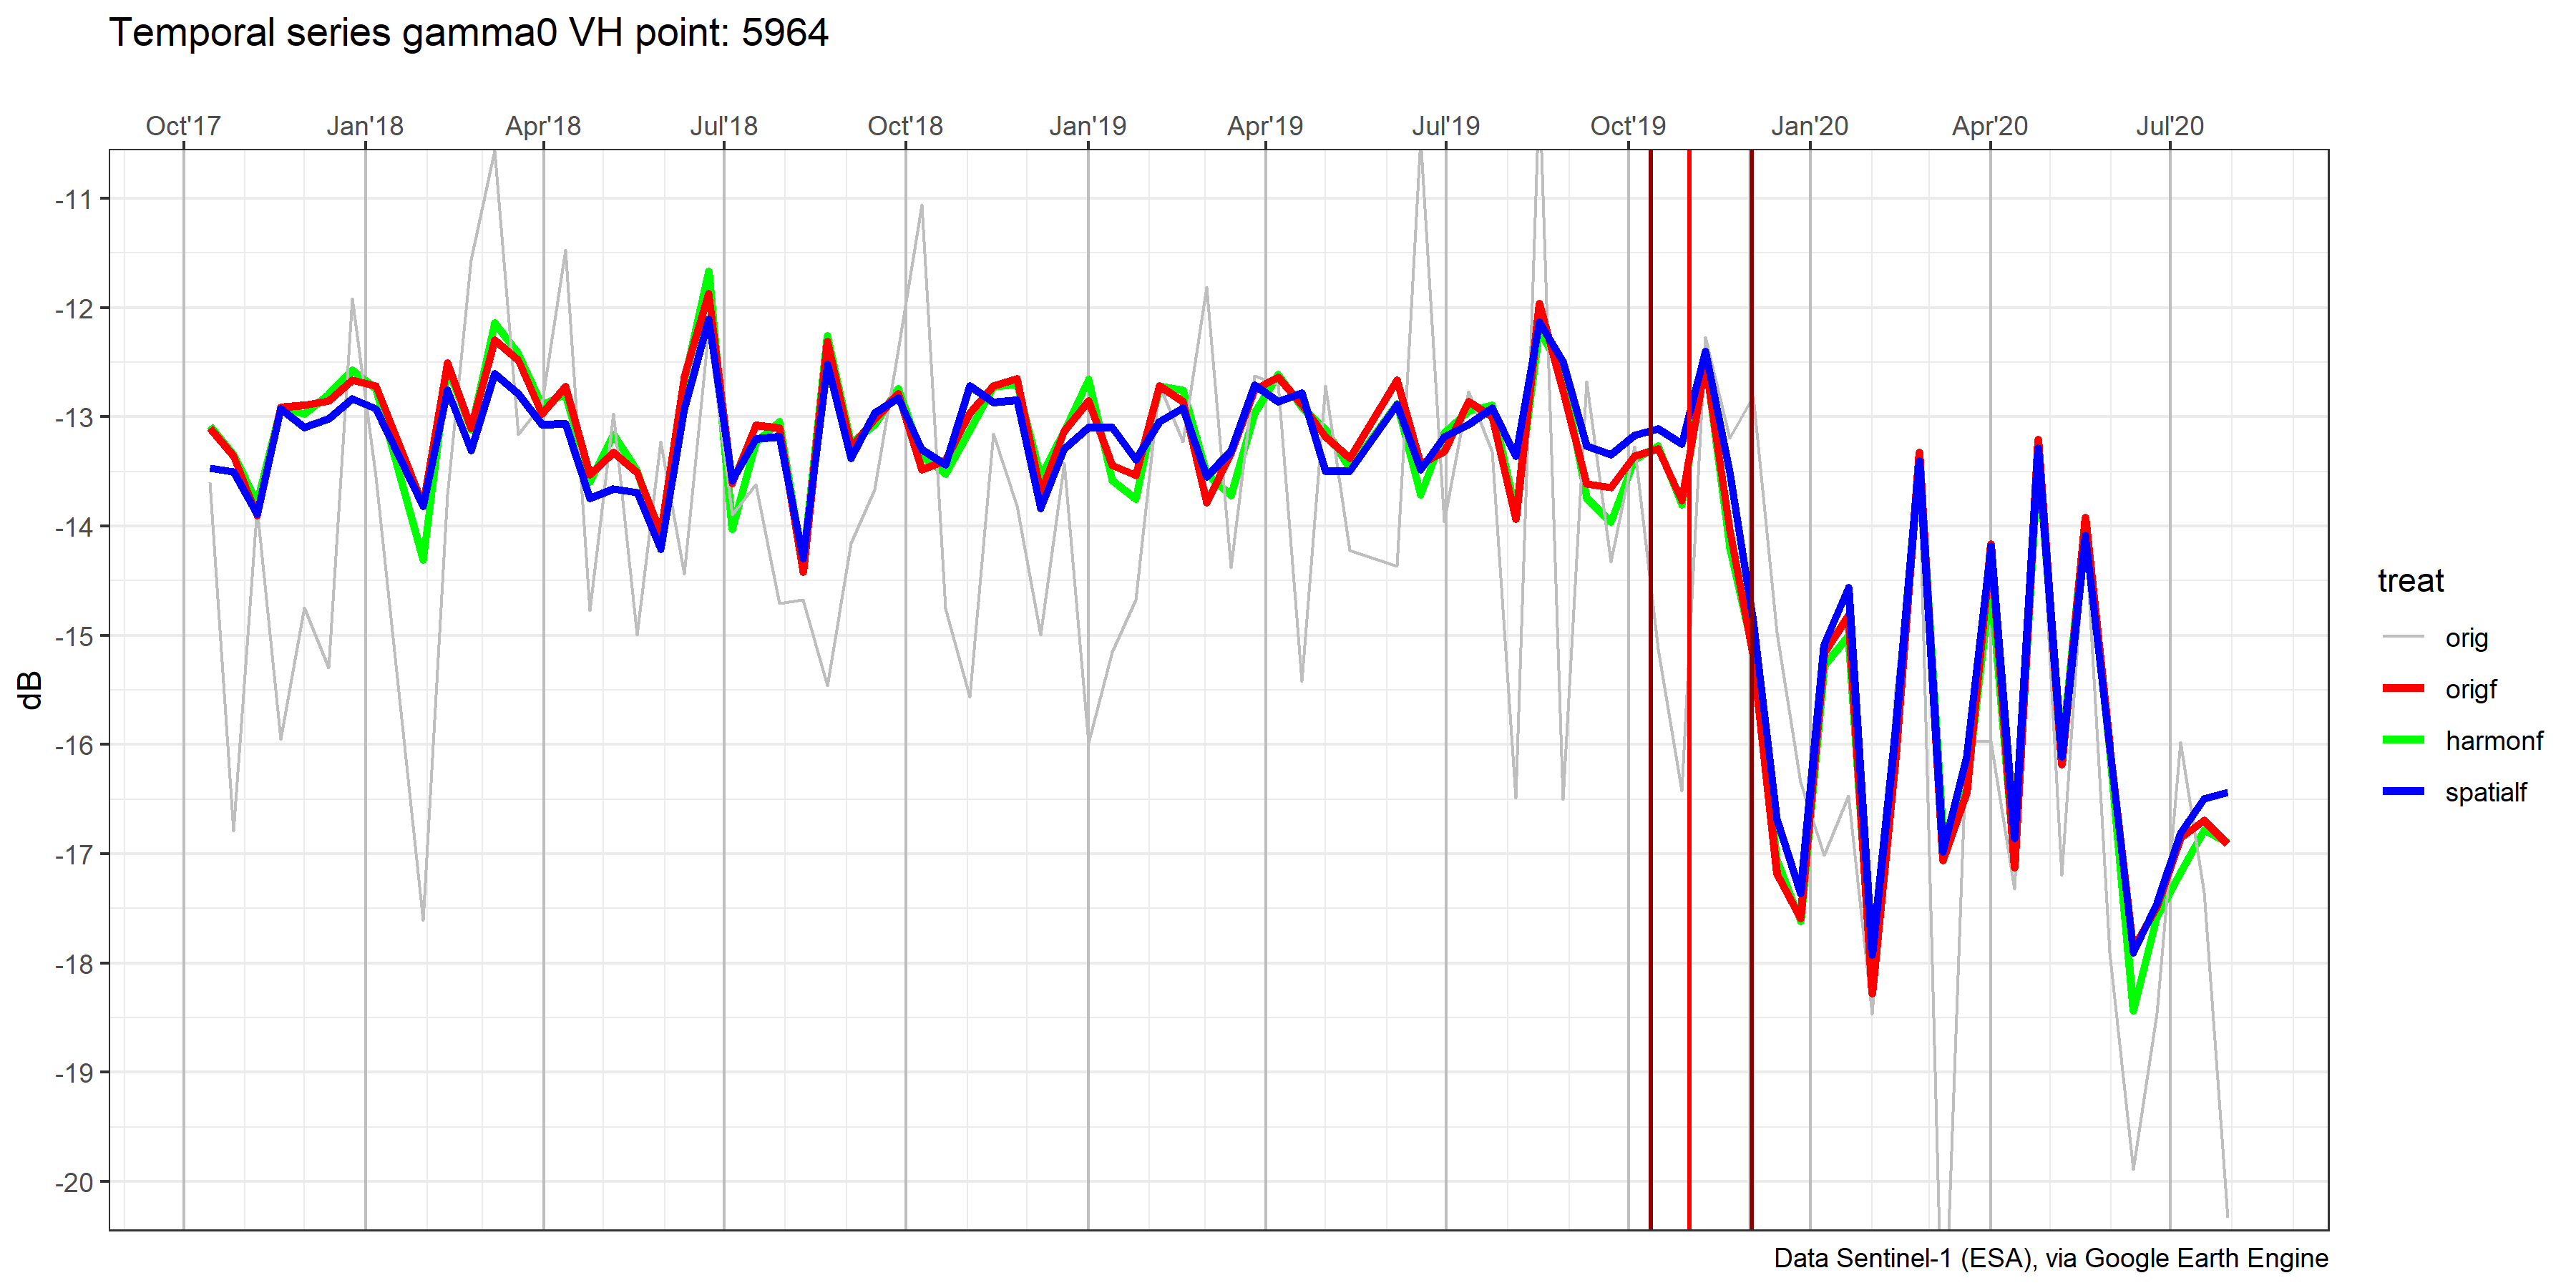 Temporal series gamma0 VH point: 5964
Oct'17 Jan'18 Apr'18 Jul'18 Oct'18 Jan'19 Apr'19 Jul'19 Oct'19 Jan'20 Apr'20 Jul'20
-11
-12
-13
-14
-15
-16
-17
-18
-19
-20
dB
treat
orig
origf
harmonf
spatialf
Data Sentinel-1 (ESA), via Google Earth Engine